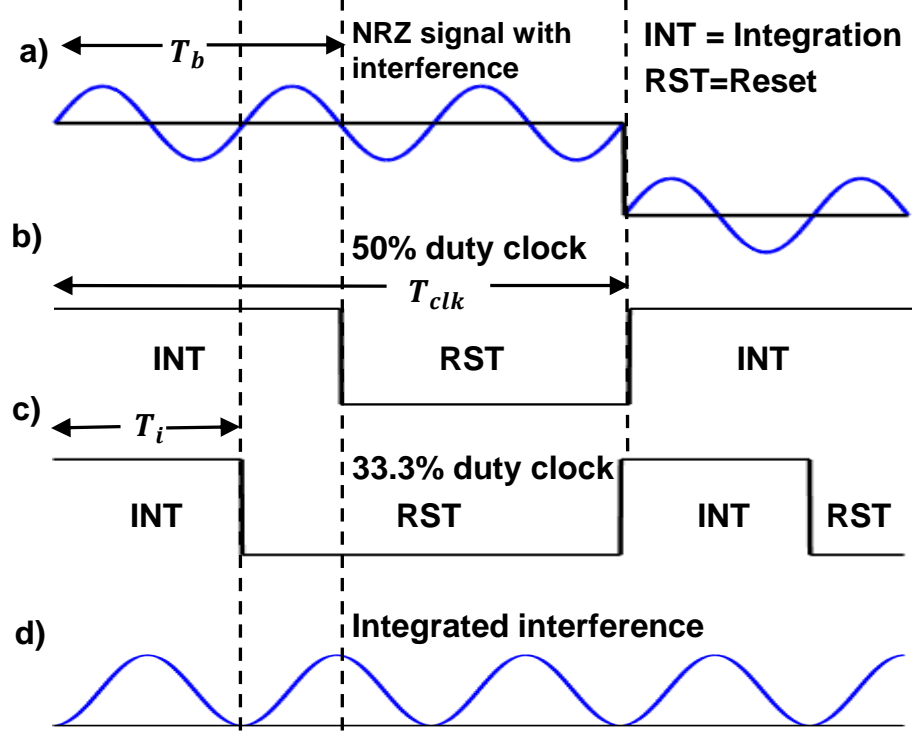 a)
T_b
NRZ signal with
interference
INT = Integration
RST=Reset
b)
50% duty clock
T_clk
INT
RST
INT
c)
T_i
33.3% duty clock
INT
RST
INT
RST
d)
Integrated interference